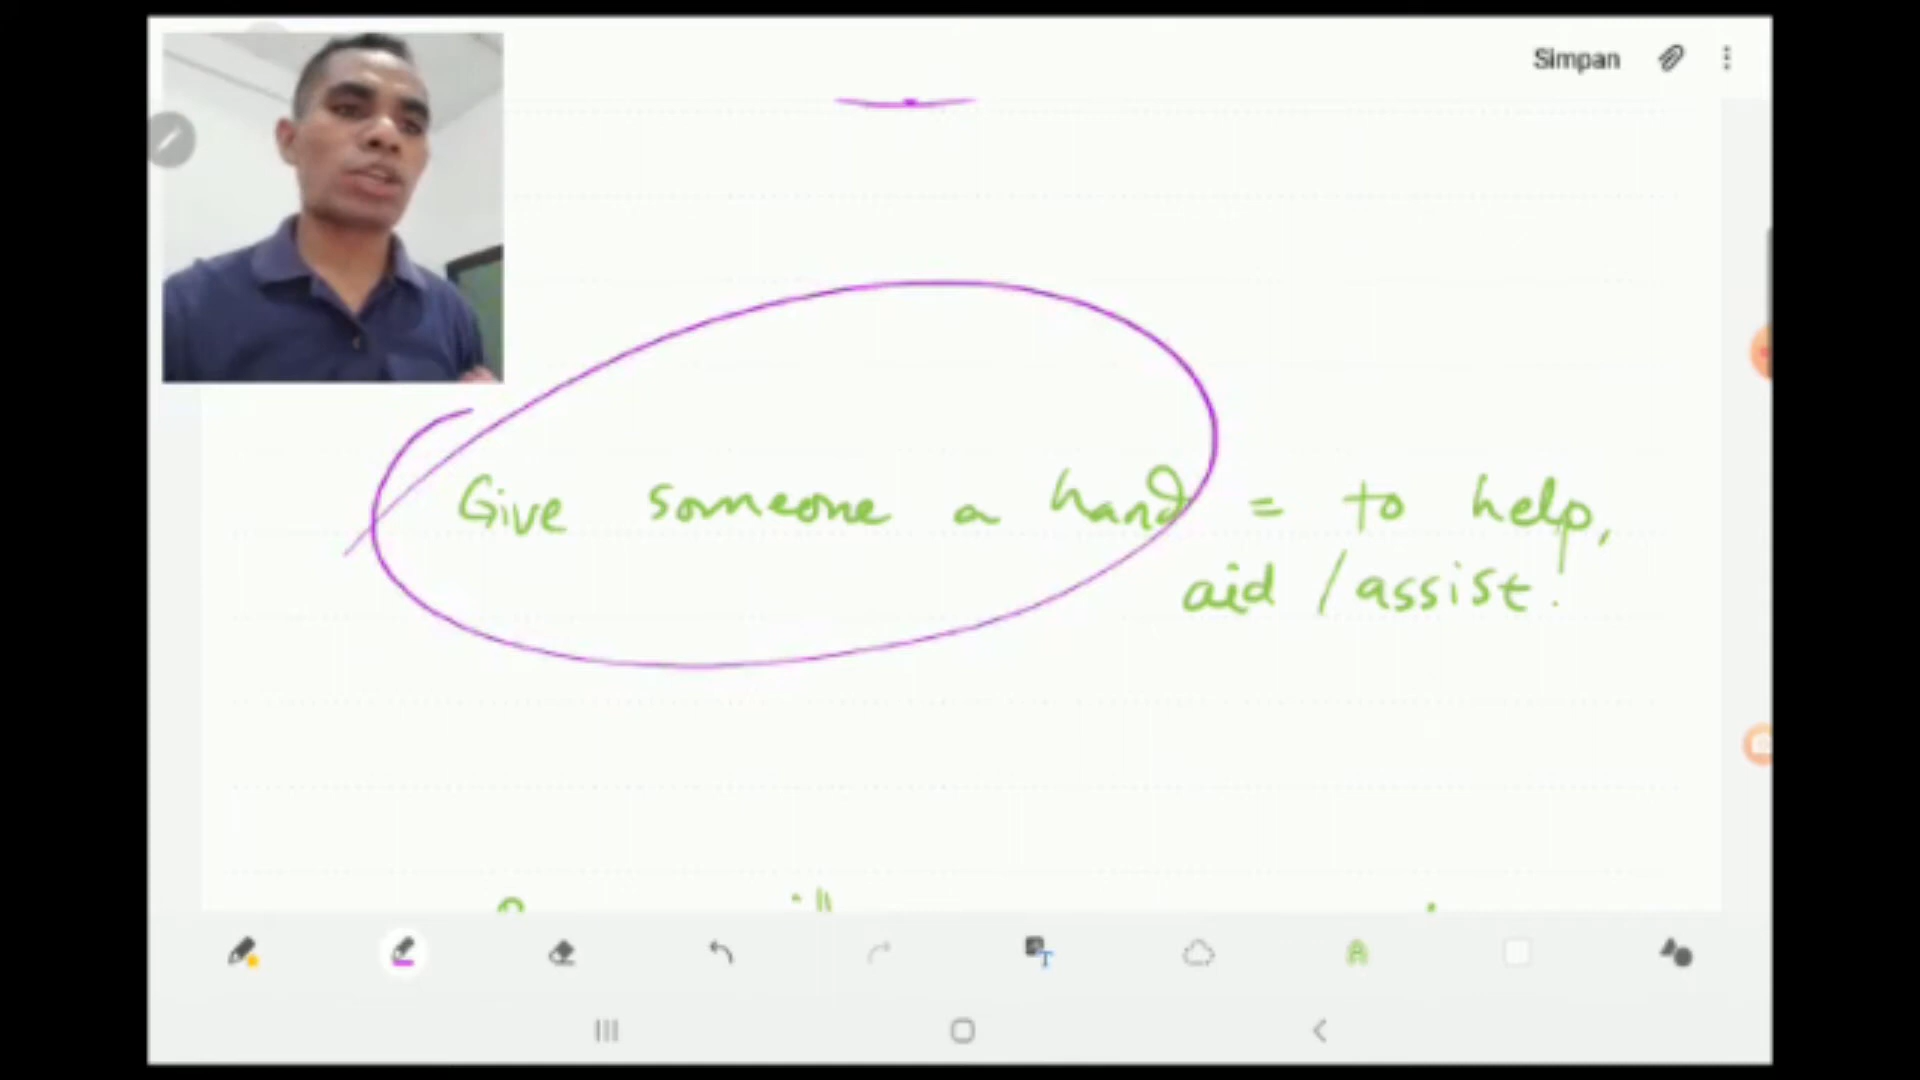 Simpan
Give someone a hand = to help,
aid / assist.